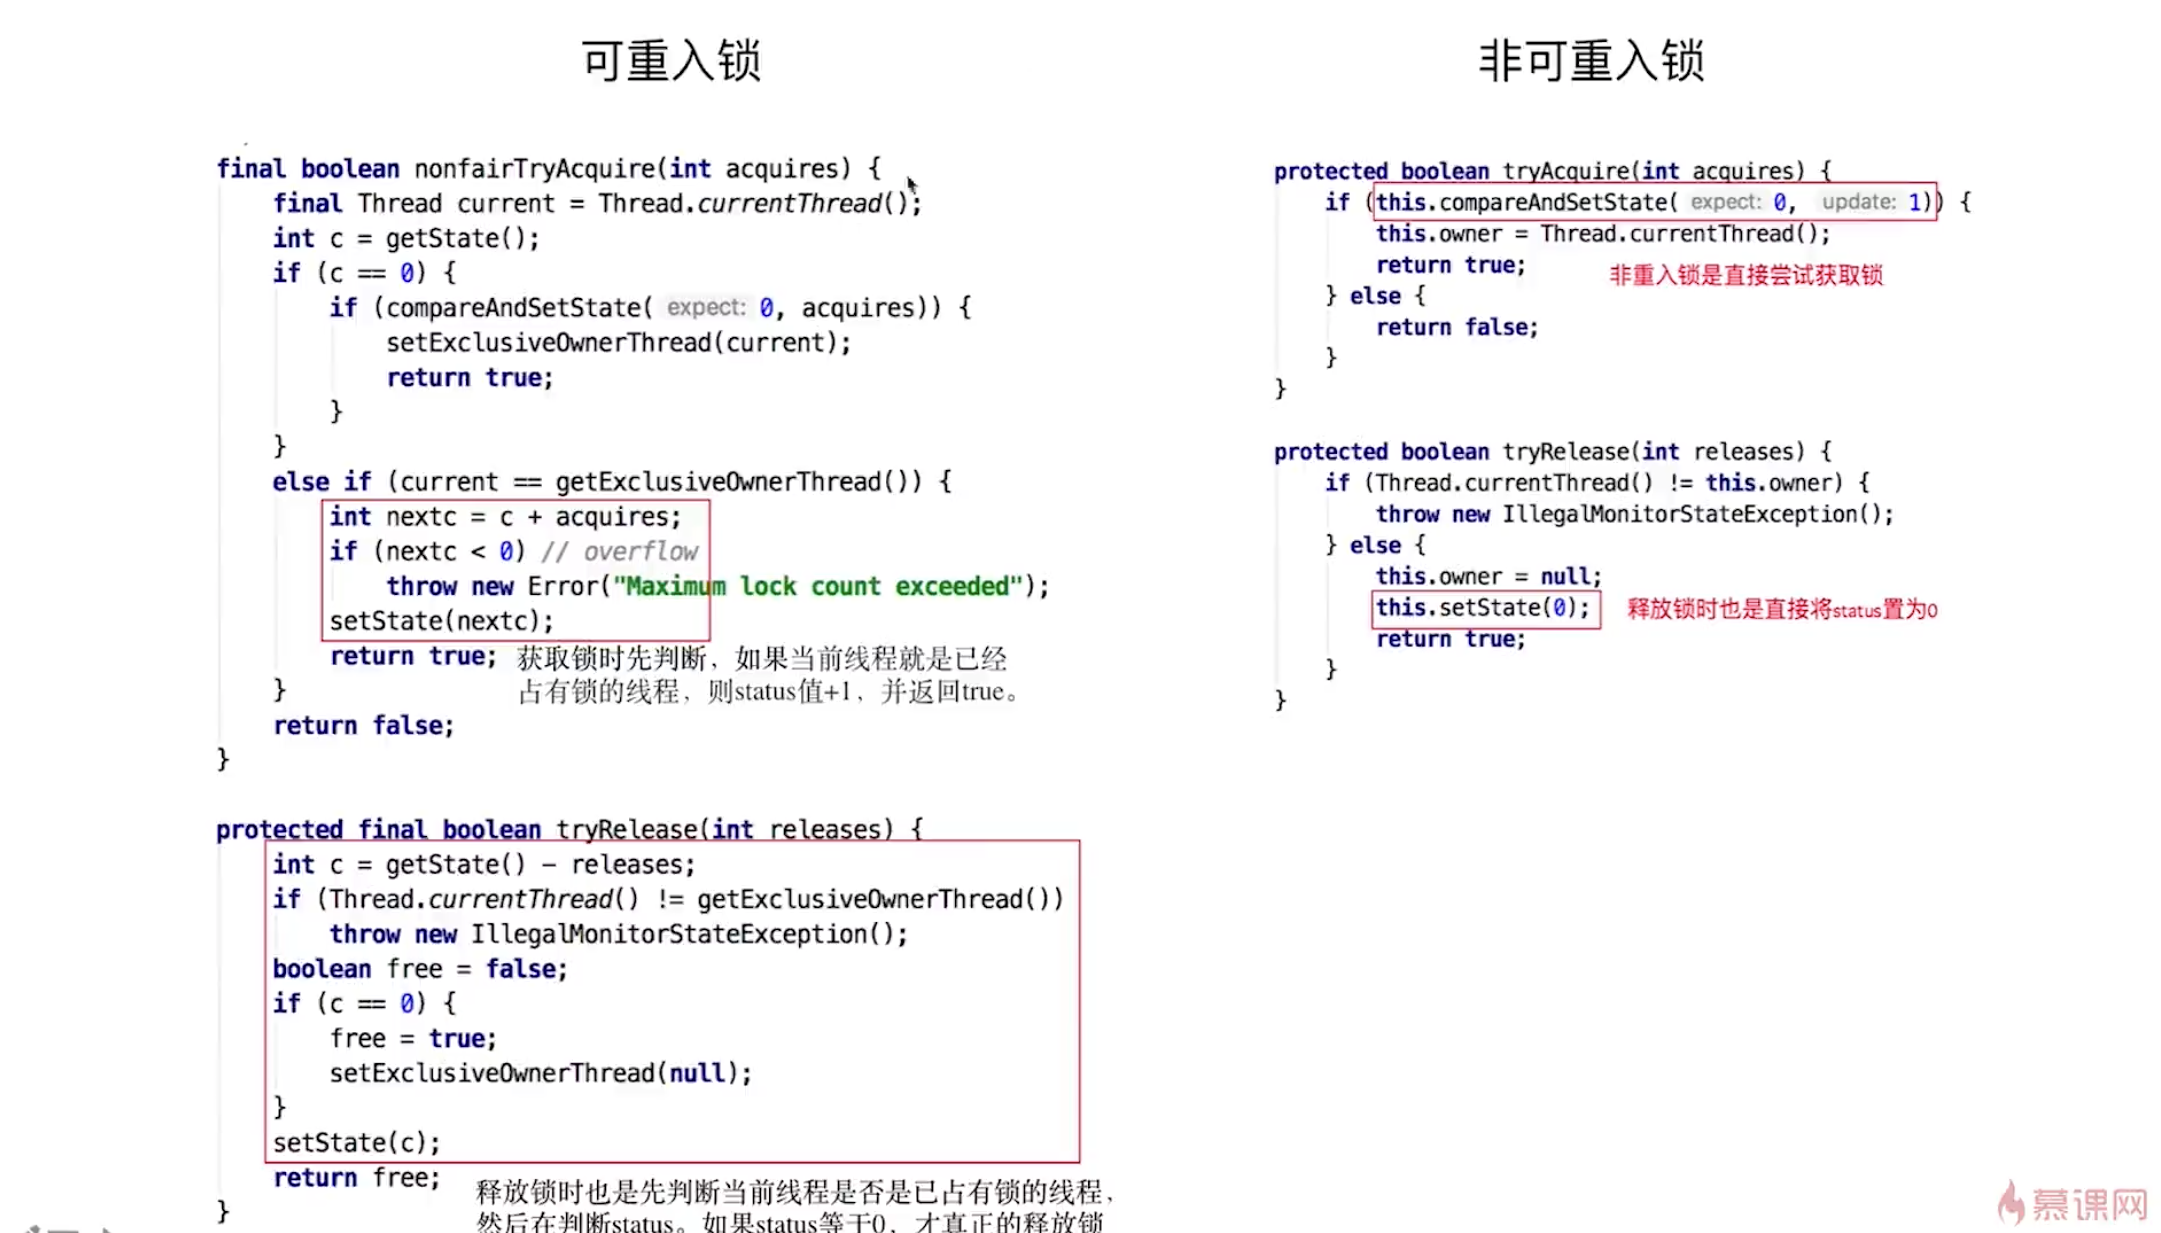 可重入锁
final boolean nonfairTryAcquire(int acquires) {
final Thread current = Thread.currentThread();
int c = getState();
if (c == 0) {
if (compareAndSetState( expect: 0, acquires)) {
setExclusiveOwnerThread(current);
return true;
}
}
else if (current == getExclusiveOwnerThread()) {
int nextc = c + acquires;
if (nextc < 0) // overflow
throw new Error("Maximum lock count exceeded");
setState(nextc);
return true; 获取锁时先判断，如果当前线程就是已经
} 占有锁的线程，则status值+1，并返回true。
return false;
}
protected final boolean tryRelease(int releases) {
int c = getState() - releases;
if (Thread.currentThread() != getExclusiveOwnerThread())
throw new IllegalMonitorStateException();
boolean free = false;
if (c == 0) {
free = true;
setExclusiveOwnerThread(null);
}
setState(c);
return free; 释放锁时也是先判断当前线程是否是已占有锁的线程，
} 然后在判断status。如果status等于0，才真正的释放锁
非可重入锁
protected boolean tryAcquire(int acquires) {
if (this.compareAndSetState( expect: 0, update: 1)) {
this.owner = Thread.currentThread();
return true; 非重入锁是直接尝试获取锁
} else {
return false;
}
}
protected boolean tryRelease(int releases) {
if (Thread.currentThread() != this.owner) {
throw new IllegalMonitorStateException();
} else {
this.owner = null;
this.setState(0); 释放锁时也是直接将status置为0
return true;
}
}
慕课网